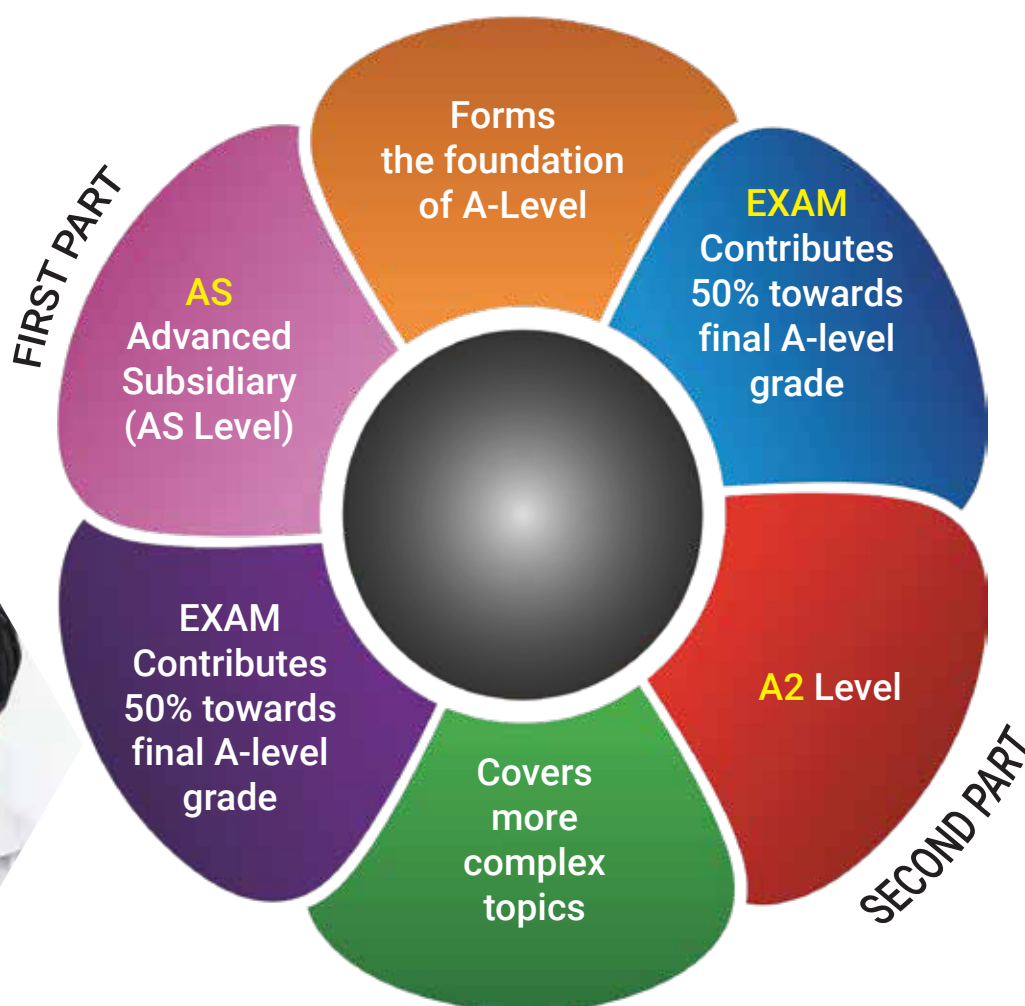 FIRST PART
AS
Advanced
Subsidiary
(AS Level)
Forms
the foundation
of A-Level
EXAM
Contributes
50% towards
final A-level
grade
SECOND PART
A2 Level
Covers
more
complex
topics
EXAM
Contributes
50% towards
final A-level
grade